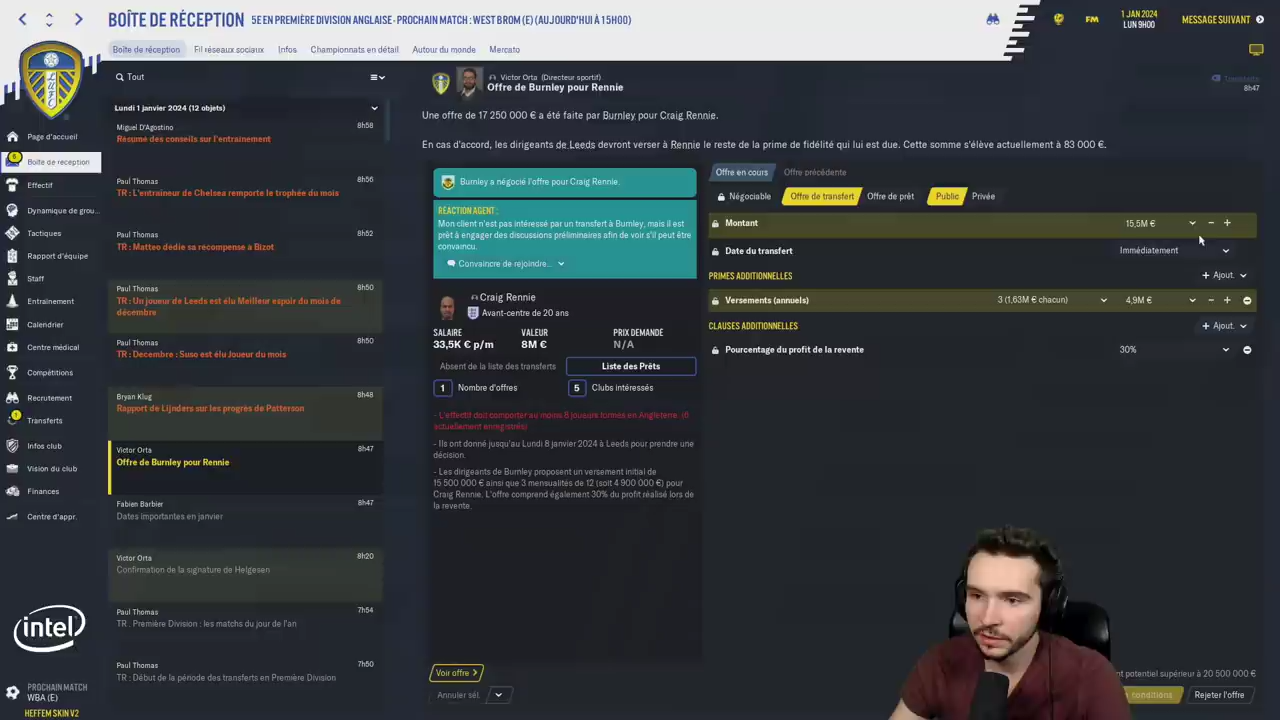 BOÎTE DE RÉCEPTION
5E EN PREMIÈRE DIVISION ANGLAISE - PROCHAIN MATCH : WEST BROM (E) (AUJOURD'HUI À 15H00)
FM
1 JAN 2024
LUN 9H00
MESSAGE SUIVANT
Boîte de réception
Fil réseaux sociaux
Infos
Championnats en détail
Autour du monde
Mercato
Page d'accueil
Boîte de réception
Effectif
Dynamique de grou...
Tactiques
Rapport d'équipe
Staff
Entraînement
Calendrier
Centre médical
Compétitions
Recrutement
Transferts
Infos club
Vision du club
Finances
Centre d'appr.
intel
PROCHAIN MATCH
WBA (E)
HEFFEM SKIN V2
Tout
Lundi 1 janvier 2024 (12 objets)
Miguel D'Agostino
8h58
Résumé des conseils sur l'entraînement
Paul Thomas
8h56
TR : L'entraîneur de Chelsea remporte le trophée du mois
Paul Thomas
8h52
TR : Matteo dédie sa récompense à Bizot
Paul Thomas
8h50
TR : Un joueur de Leeds est élu Meilleur espoir du mois de
décembre
Paul Thomas
8h50
TR : Décembre : Suso est élu Joueur du mois
Bryan Klug
8h48
Rapport de Lijnders sur les progrès de Patterson
Victor Orta
8h47
Offre de Burnley pour Rennie
Fabien Barbier
8h47
Dates importantes en janvier
Victor Orta
8h20
Confirmation de la signature de Helgesen
Paul Thomas
7h54
TR : Première Division : les matchs du jour de l'an
Paul Thomas
7h50
TR : Début de la période des transferts en Première Division
Victor Orta (Directeur sportif)
Offre de Burnley pour Rennie
Transferts
8h47
Une offre de 17 250 000 € a été faite par Burnley pour Craig Rennie.
En cas d'accord, les dirigeants de Leeds devront verser à Rennie le reste de la prime de fidélité qui lui est due. Cette somme s'élève actuellement à 83 000 €.
Burnley a négocié l'offre pour Craig Rennie.
RÉACTION AGENT :
Mon client n'est pas intéressé par un transfert à Burnley, mais il est
prêt à engager des discussions préliminaires afin de voir s'il peut être
convaincu.
Convaincre de rejoindre...
Craig Rennie
Avant-centre de 20 ans
SALAIRE
VALEUR
PRIX DEMANDÉ
33,5K € p/m
8M €
N/A
Absent de la liste des transferts
Liste des Prêts
1
Nombre d'offres
5
Clubs intéressés
- L'effectif doit comporter au moins 8 joueurs formés en Angleterre. (6
actuellement enregistrés)
- Ils ont donné jusqu'au Lundi 8 janvier 2024 à Leeds pour prendre une
décision.
- Les dirigeants de Burnley proposent un versement initial de
15 500 000 € ainsi que 3 mensualités de 12 (soit 4 900 000 €) pour
Craig Rennie. L'offre comprend également 30% du profit réalisé lors de
la revente.
Voir offre
Annuler sél.
Offre en cours
Offre précédente
Négociable
Offre de transfert
Offre de prêt
Public
Privée
Montant
15,5M €
Date du transfert
Immédiatement
PRIMES ADDITIONNELLES
Ajout.
Versements (annuels)
3 (1,63M € chacun)
4,9M €
CLAUSES ADDITIONNELLES
Ajout.
Pourcentage du profit de la revente
30%
potentiel supérieur à 20 500 000 €
conditions
Rejeter l'offre